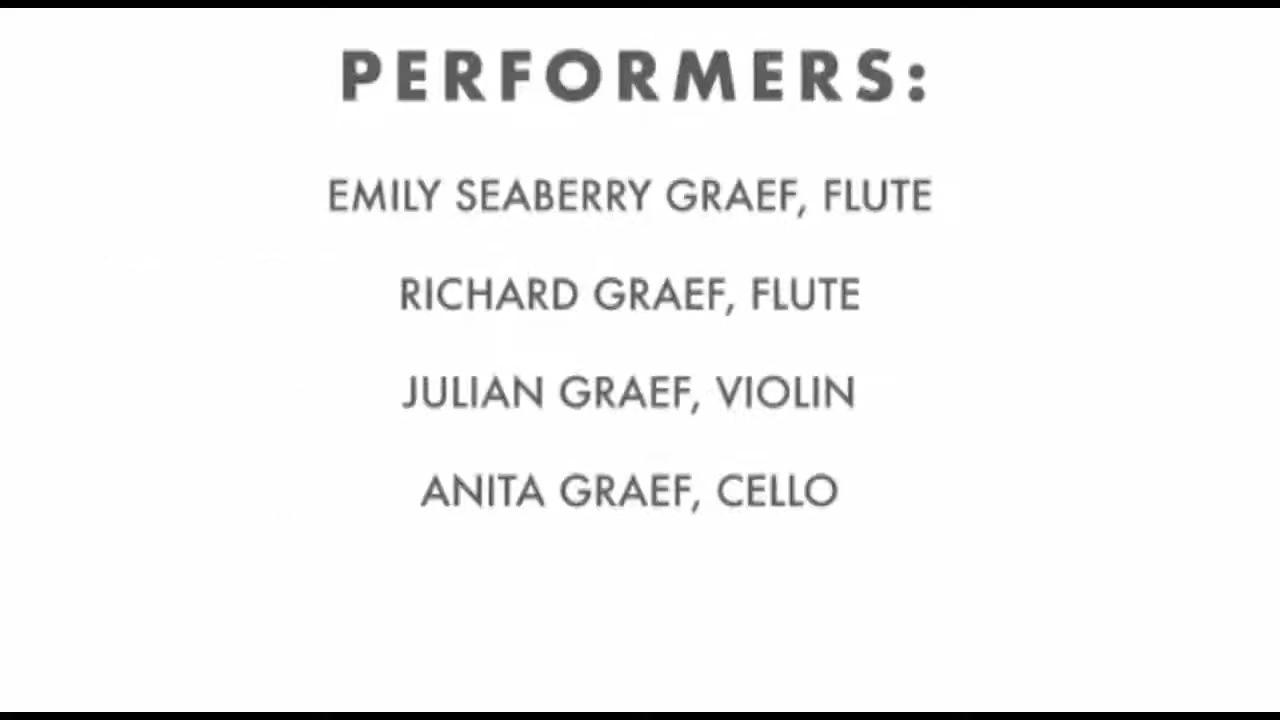 PERFORMERS:
EMILY SEABERRY GRAEF, FLUTE
RICHARD GRAEF, FLUTE
JULIAN GRAEF, VIOLIN
ANITA GRAEF, CELLO